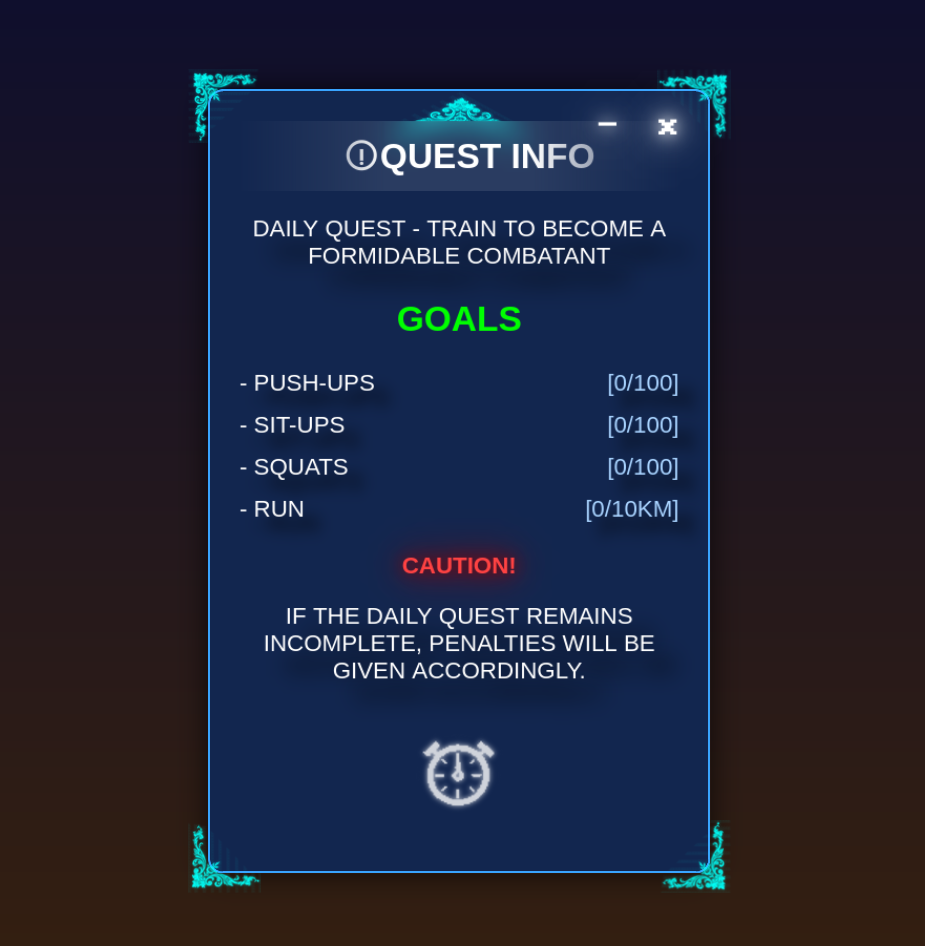 QUEST INFO
DAILY QUEST - TRAIN TO BECOME A
FORMIDABLE COMBATANT
GOALS
- PUSH-UPS [0/100]
- SIT-UPS [0/100]
- SQUATS [0/100]
- RUN [0/10KM]
CAUTION!
IF THE DAILY QUEST REMAINS
INCOMPLETE, PENALTIES WILL BE
GIVEN ACCORDINGLY.